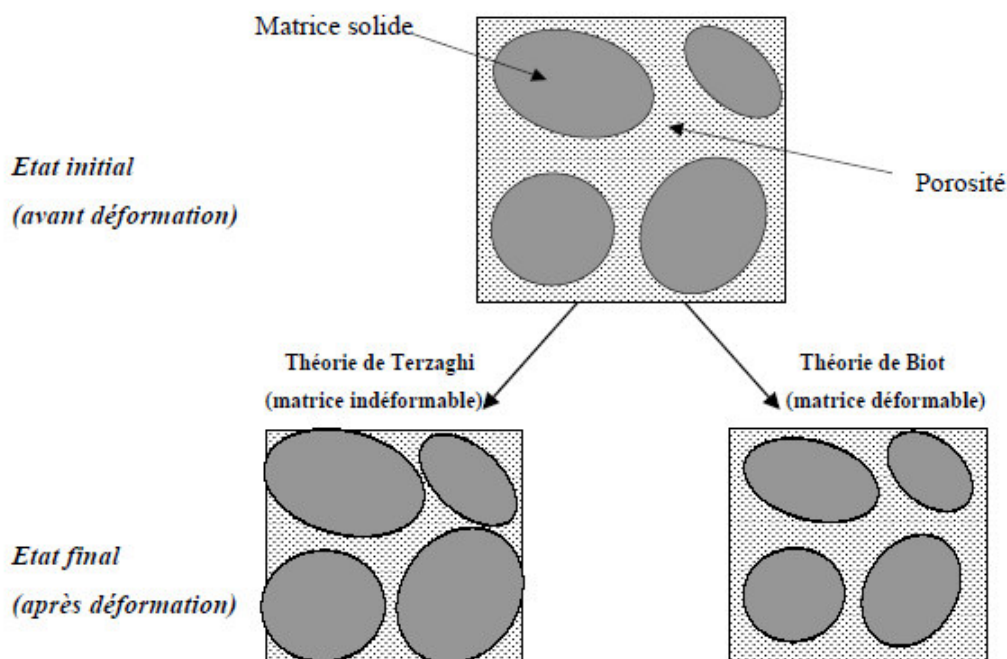 Matrice solide
Etat initial
(avant déformation)
Porosité
Théorie de Terzaghi
(matrice indéformable)
Théorie de Biot
(matrice déformable)
Etat final
(après déformation)